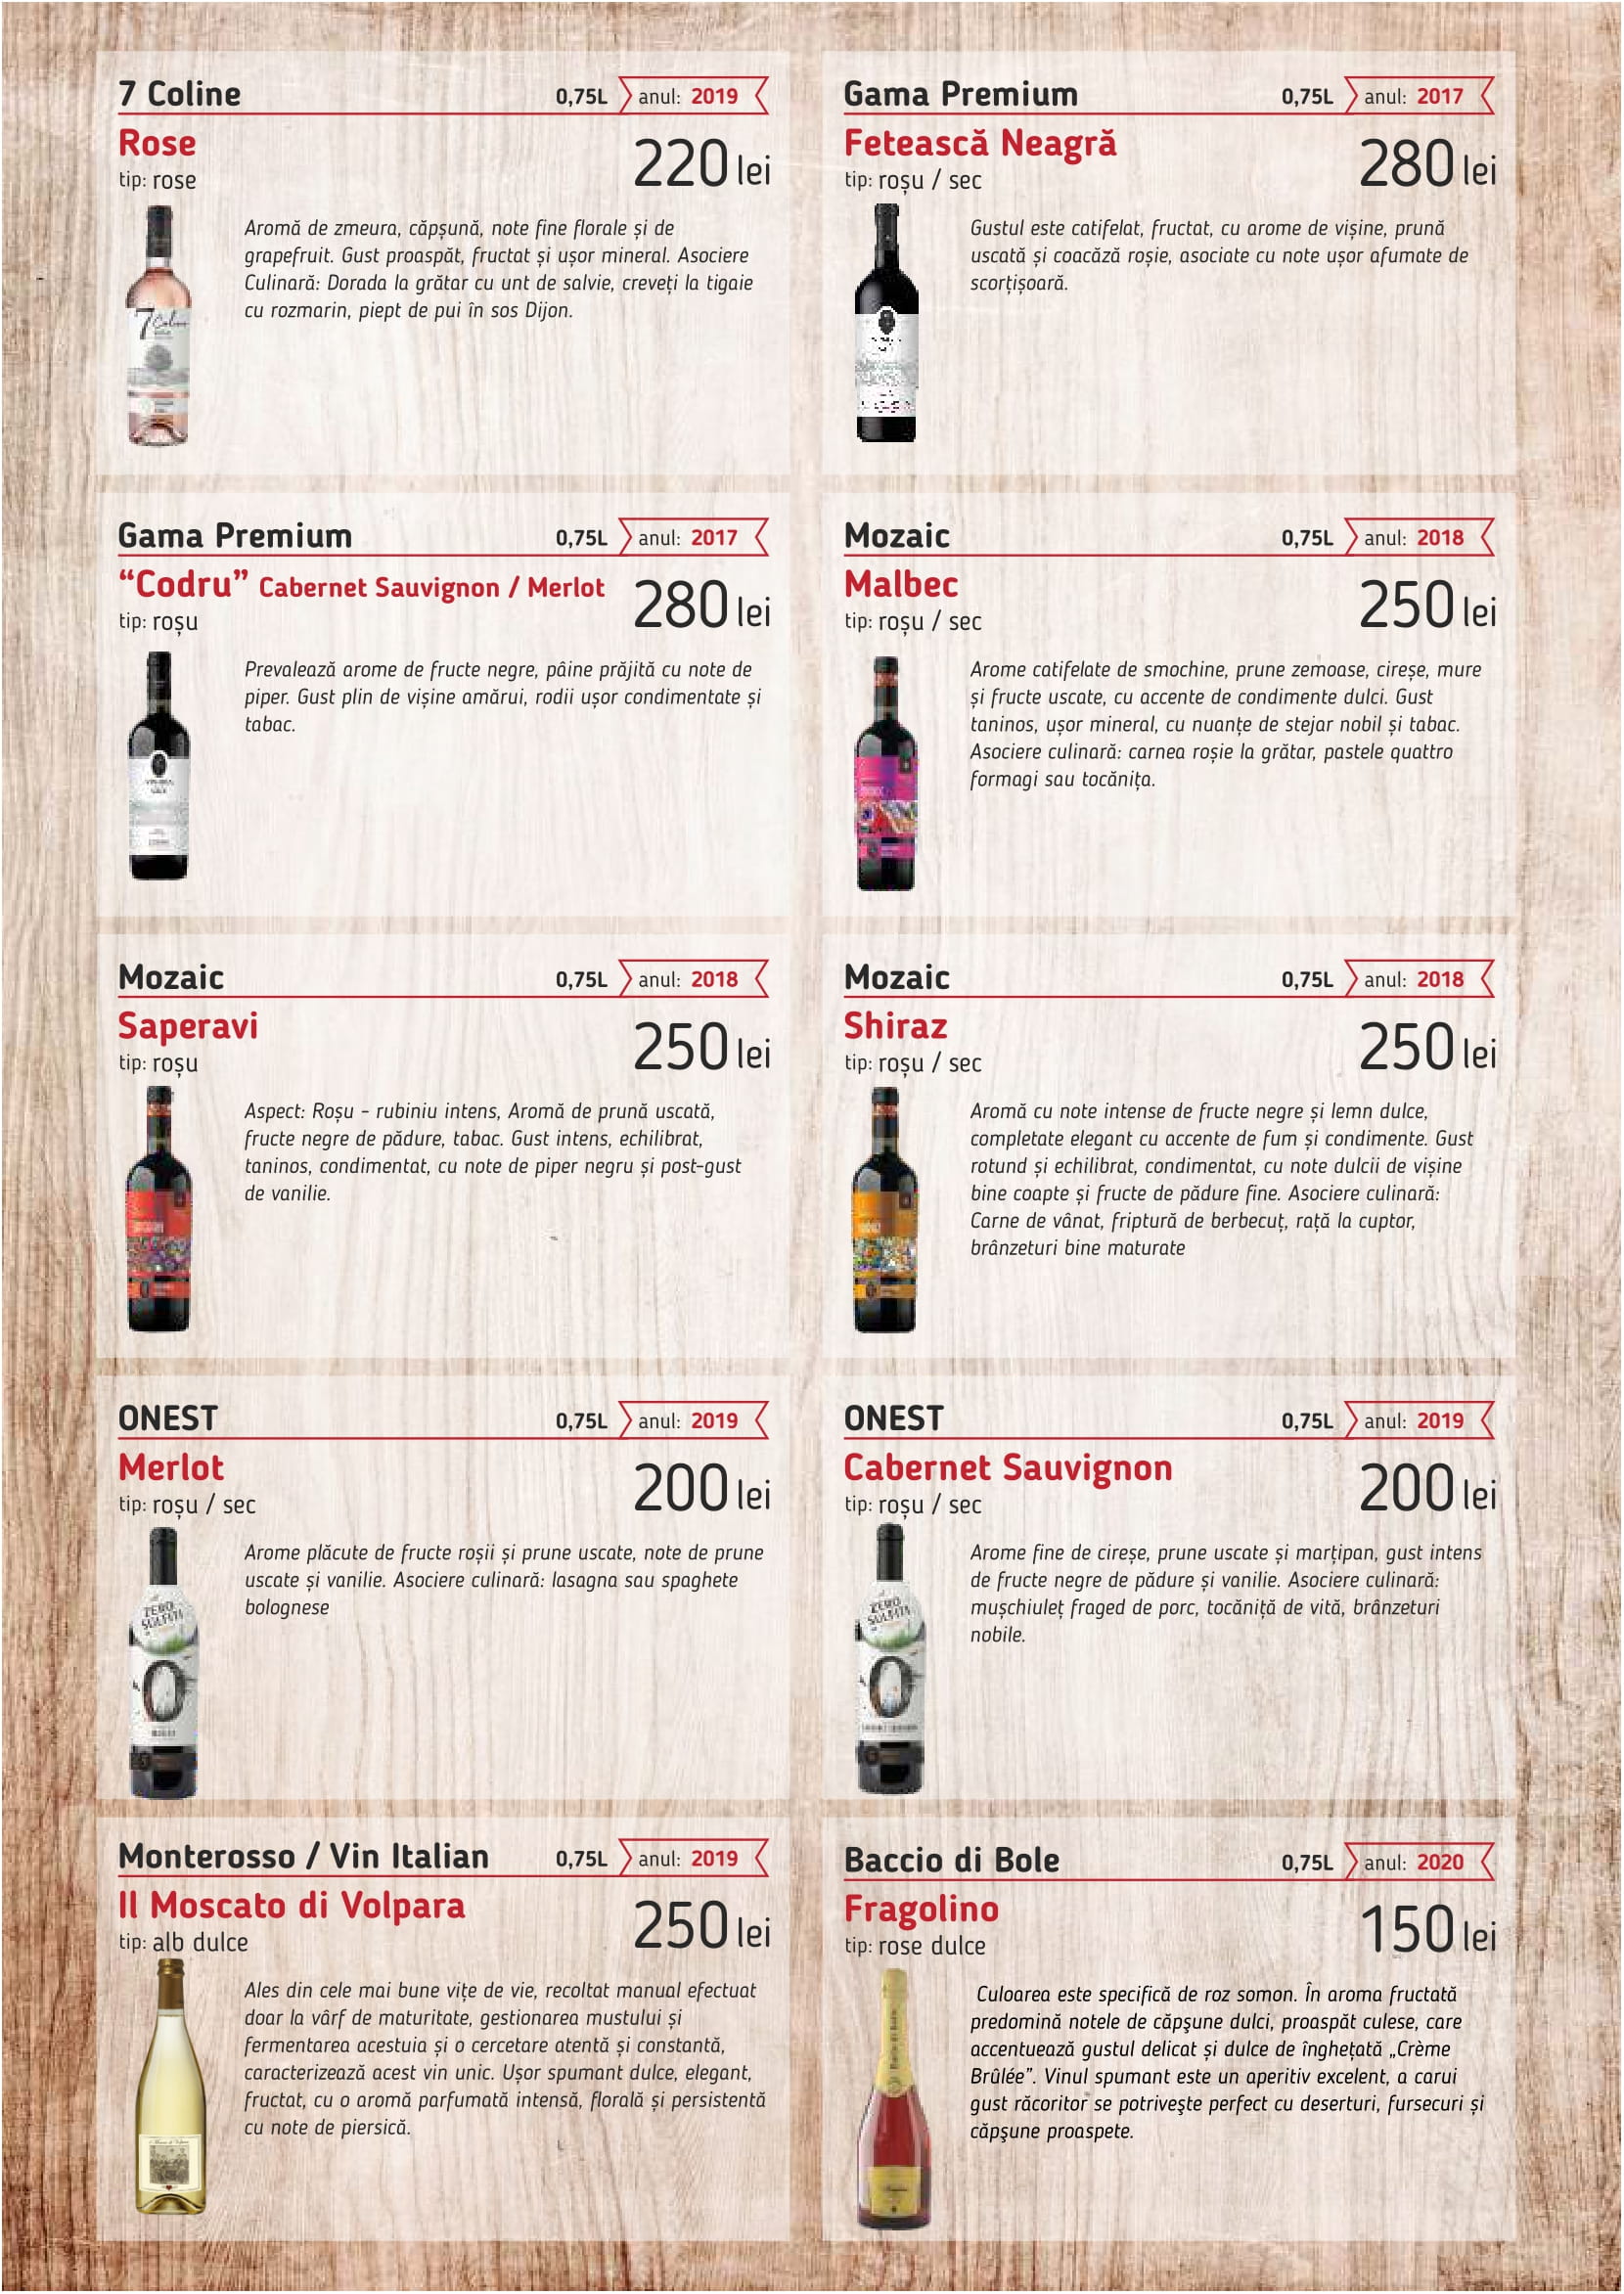 7 Coline
0,75L anul: 2019
Rose
220 lei
tip: rose
Aromă de zmeura, căpșună, note fine florale și de
grapefruit. Gust proaspăt, fructat și ușor mineral. Asociere
Culinară: Dorada la grătar cu unt de salvie, creveți la tigaie
cu rozmarin, piept de pui în sos Dijon.
7 Coline
Gama Premium
0,75L anul: 2017
Fetească Neagră
280 lei
tip: roșu / sec
Gustul este catifelat, fructat, cu arome de vișine, prună
uscată și coacăză roșie, asociate cu note ușor afumate de
scorțișoară.
Gama Premium
0,75L anul: 2017
“Codru” Cabernet Sauvignon / Merlot
280 lei
tip: roșu
Prevalează arome de fructe negre, pâine prăjită cu note de
piper. Gust plin de vișine amărui, rodii ușor condimentate și
tabac.
Mozaic
0,75L anul: 2018
Malbec
250 lei
tip: roșu / sec
Arome catifelate de smochine, prune zemoase, cireșe, mure
și fructe uscate, cu accente de condimente dulci. Gust
taninos, ușor mineral, cu nuanțe de stejar nobil și tabac.
Asociere culinară: carnea roșie la grătar, pastele quattro
formagi sau tocănița.
Mozaic
0,75L anul: 2018
Saperavi
250 lei
tip: roșu
Aspect: Roșu - rubiniu intens, Aromă de prună uscată,
fructe negre de pădure, tabac. Gust intens, echilibrat,
taninos, condimentat, cu note de piper negru și post-gust
de vanilie.
Mozaic
0,75L anul: 2018
Shiraz
250 lei
tip: roșu / sec
Aromă cu note intense de fructe negre și lemn dulce,
completate elegant cu accente de fum și condimente. Gust
rotund și echilibrat, condimentat, cu note dulcii de vișine
bine coapte și fructe de pădure fine. Asociere culinară:
Carne de vânat, friptură de berbecuț, rață la cuptor,
brânzeturi bine maturate
ONEST
0,75L anul: 2019
Merlot
200 lei
tip: roșu / sec
Arome plăcute de fructe roșii și prune uscate, note de prune
uscate și vanilie. Asociere culinară: lasagna sau spaghete
bolognese
ZERO
SULFIȚI
O
ONEST
0,75L anul: 2019
Cabernet Sauvignon
200 lei
tip: roșu / sec
Arome fine de cireșe, prune uscate și marțipan, gust intens
de fructe negre de pădure și vanilie. Asociere culinară:
mușchiuleț fraged de porc, tocăniță de vită, brânzeturi
nobile.
ZERO
SULFIȚI
O
Monterosso / Vin Italian
0,75L anul: 2019
Il Moscato di Volpara
250 lei
tip: alb dulce
Ales din cele mai bune vițe de vie, recoltat manual efectuat
doar la vârf de maturitate, gestionarea mustului și
fermentarea acestuia și o cercetare atentă și constantă,
caracterizează acest vin unic. Ușor spumant dulce, elegant,
fructat, cu o aromă parfumată intensă, florală și persistentă
cu note de piersică.
Baccio di Bole
0,75L anul: 2020
Fragolino
150 lei
tip: rose dulce
Culoarea este specifică de roz somon. În aroma fructată
predomină notele de căpşune dulci, proaspăt culese, care
accentuează gustul delicat și dulce de înghețată „Crème
Brûlée”. Vinul spumant este un aperitiv excelent, a carui
gust răcoritor se potriveşte perfect cu deserturi, fursecuri și
căpşune proaspete.